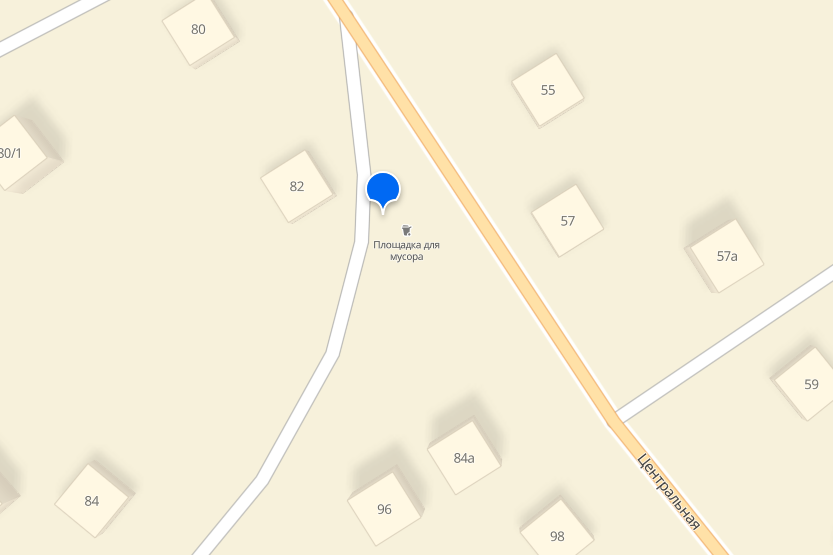 80
55
80/1
82
57
Площадка для
мусора
57а
59
84а
Центральная
84
96
98